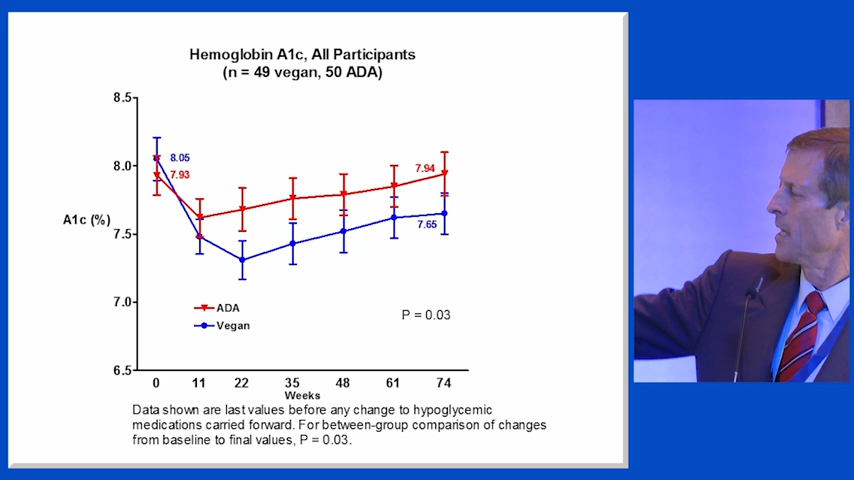 Hemoglobin A1c, All Participants
(n = 49 vegan, 50 ADA)
8.5
8.0
7.5
7.0
6.5
A1c (%)
8.05
7.93
7.94
7.65
ADA
Vegan
P = 0.03
0 11 22 35 48 61 74
Weeks
Data shown are last values before any change to hypoglycemic
medications carried forward. For between-group comparison of changes
from baseline to final values, P = 0.03.